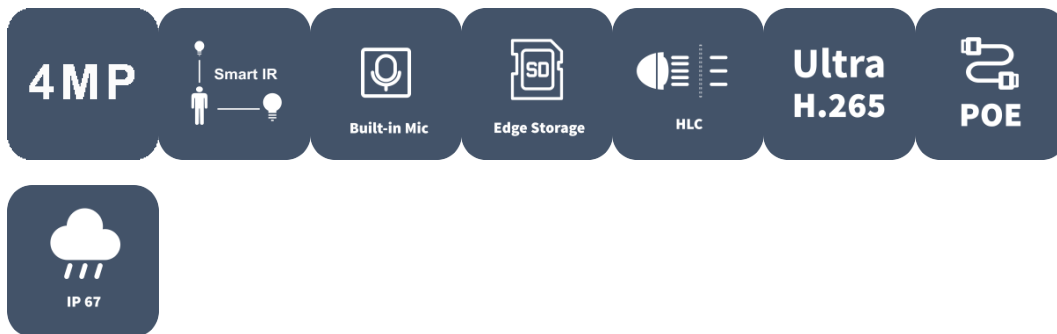 4MP
Smart IR
Built-in Mic
SD
Edge Storage
HLC
Ultra
H.265
POE
IP 67